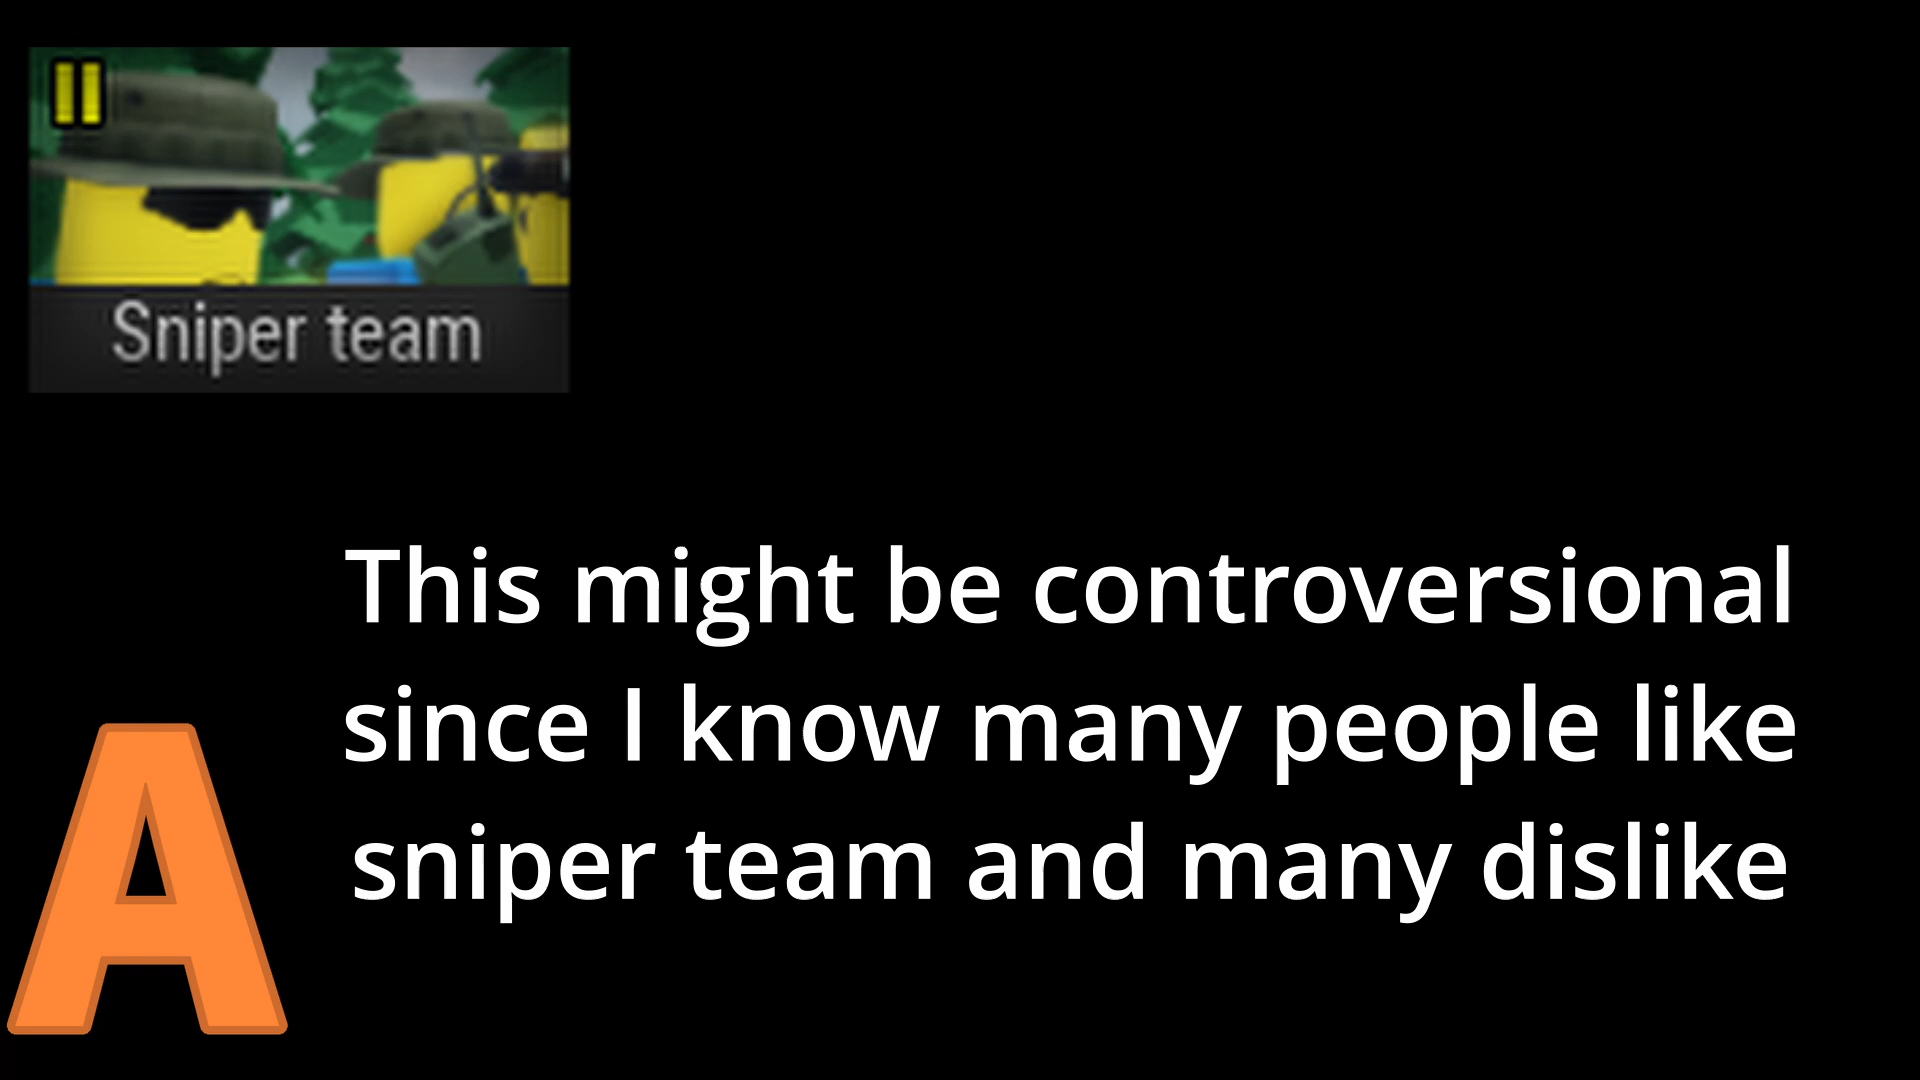 Sniper team
This might be controversional
since I know many people like
sniper team and many dislike
A